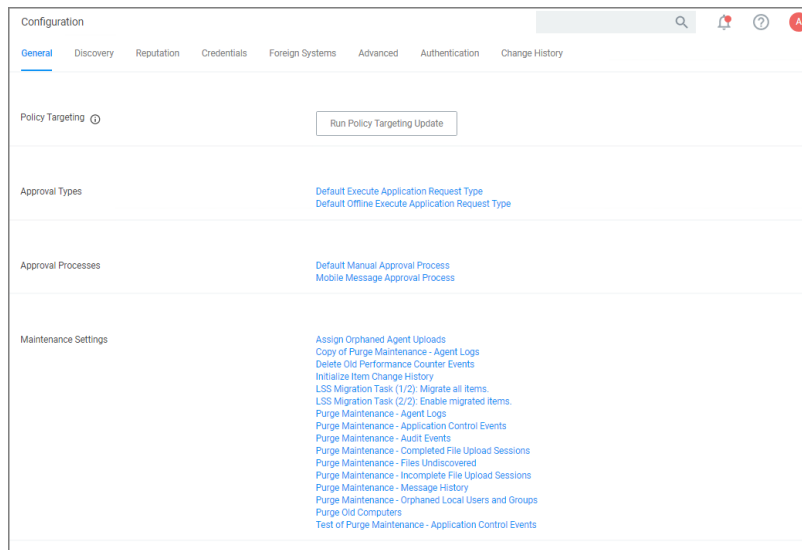 Configuration
A
General Discovery Reputation Credentials Foreign Systems Advanced Authentication Change History
Policy Targeting
Run Policy Targeting Update
Approval Types
Default Execute Application Request Type
Default Offline Execute Application Request Type
Approval Processes
Default Manual Approval Process
Mobile Message Approval Process
Maintenance Settings
Assign Orphaned Agent Uploads
Copy of Purge Maintenance - Agent Logs
Delete Old Performance Counter Events
Initialize Item Change History
LSS Migration Task (1/2): Migrate all items.
LSS Migration Task (2/2): Enable migrated items.
Purge Maintenance - Agent Logs
Purge Maintenance - Application Control Events
Purge Maintenance - Audit Events
Purge Maintenance - Completed File Upload Sessions
Purge Maintenance - Files Undiscovered
Purge Maintenance - Incomplete File Upload Sessions
Purge Maintenance - Message History
Purge Maintenance - Orphaned Local Users and Groups
Purge Old Computers
Test of Purge Maintenance - Application Control Events